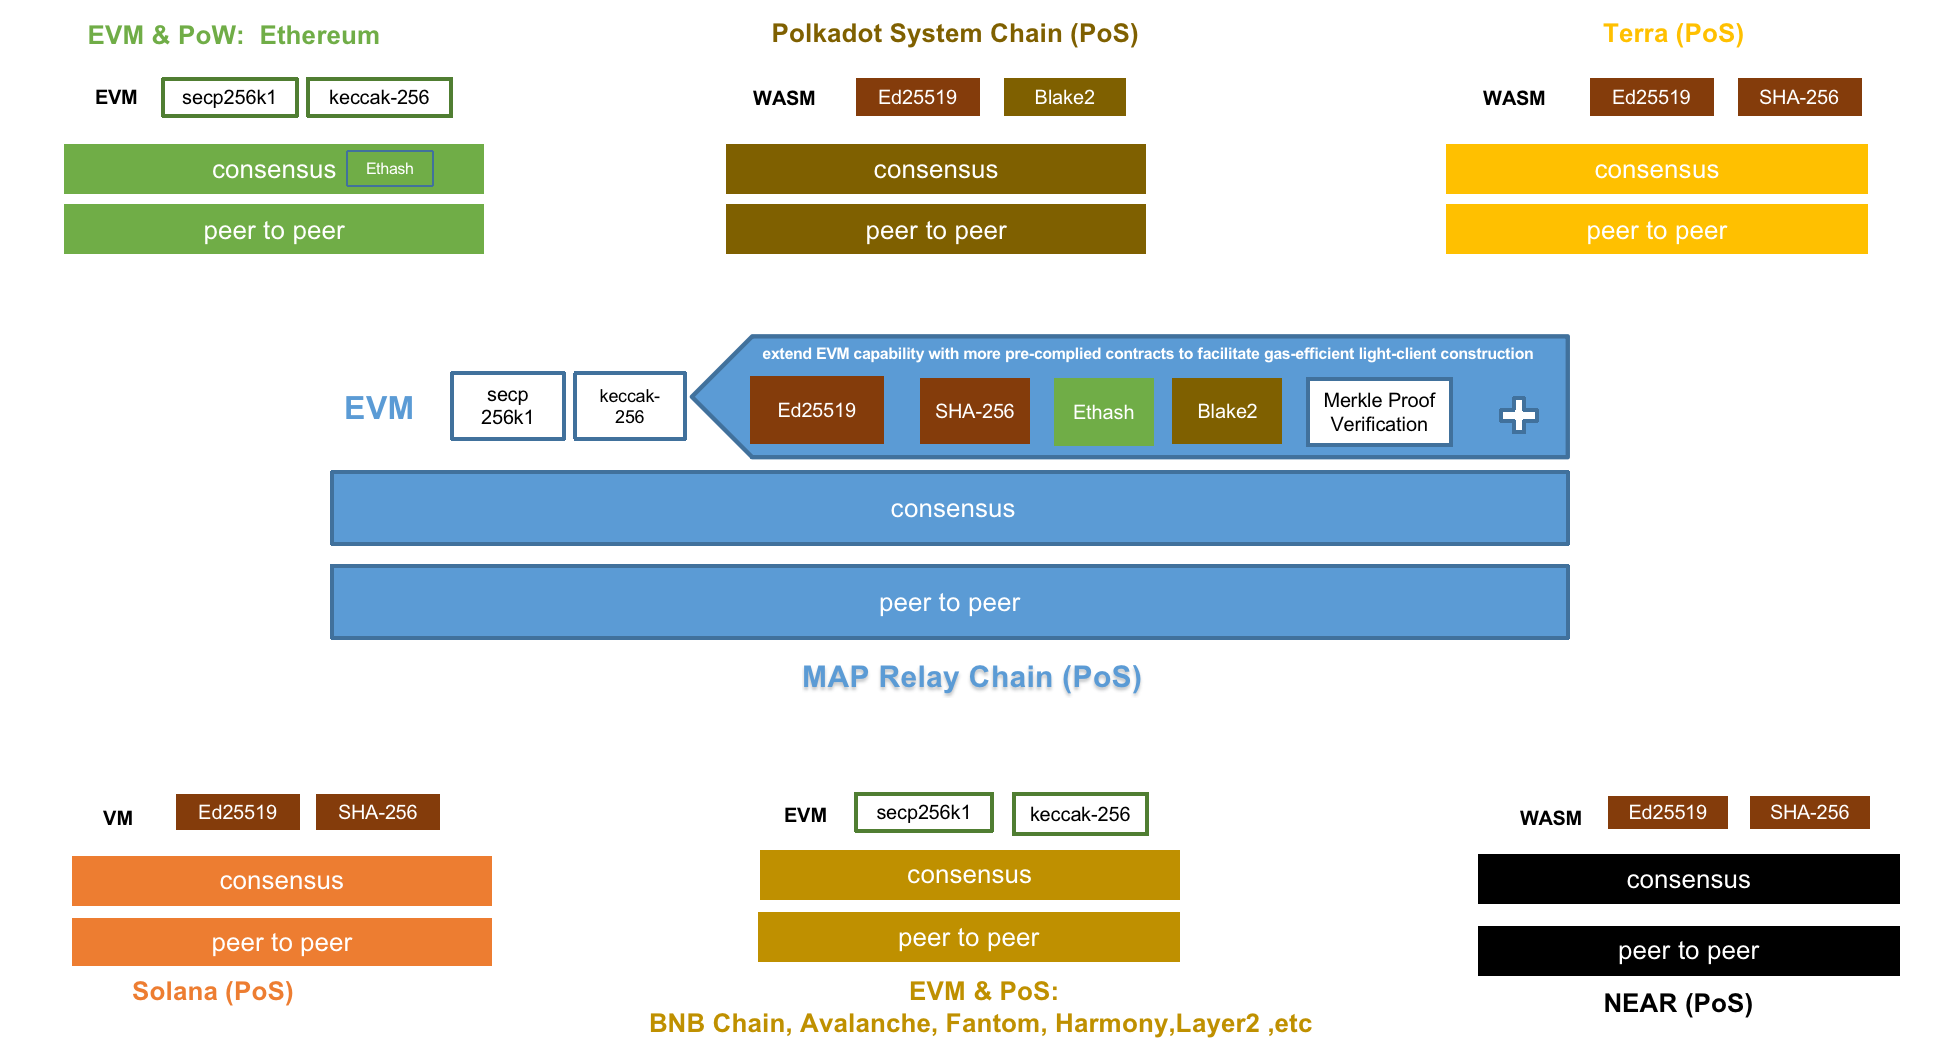 EVM & PoW:  Ethereum
EVM
secp256k1
keccak-256
consensus
Ethash
peer to peer
Polkadot System Chain (PoS)
WASM
Ed25519
Blake2
consensus
peer to peer
Terra (PoS)
WASM
Ed25519
SHA-256
consensus
peer to peer
extend EVM capability with more pre-complied contracts to facilitate gas-efficient light-client construction
EVM
secp
256k1
keccak-
256
Ed25519
SHA-256
Ethash
Blake2
Merkle Proof
Verification
consensus
peer to peer
MAP Relay Chain (PoS)
VM
Ed25519
SHA-256
consensus
peer to peer
Solana (PoS)
EVM
secp256k1
keccak-256
consensus
peer to peer
EVM & PoS:
BNB Chain, Avalanche, Fantom, Harmony,Layer2 ,etc
WASM
Ed25519
SHA-256
consensus
peer to peer
NEAR (PoS)